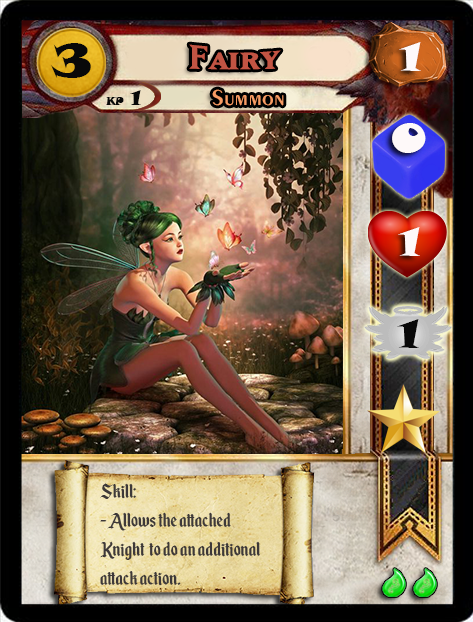 3
Fairy
1
KP 1
Summon
1
1
Skill:
- Allows the attached
Knight to do an additional
attack action.